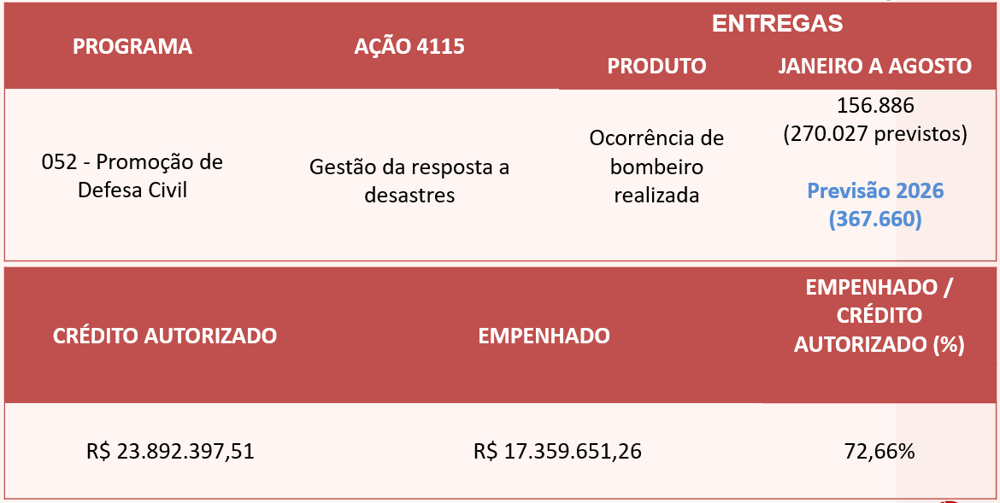 PROGRAMA
AÇÃO 4115
ENTREGAS
PRODUTO
JANEIRO A AGOSTO
052 - Promoção de
Defesa Civil
Gestão da resposta a
desastres
Ocorrência de
bombeiro
realizada
156.886
(270.027 previstos)
Previsão 2026
(367.660)
CRÉDITO AUTORIZADO
EMPENHADO
EMPENHADO /
CRÉDITO
AUTORIZADO (%)
R$ 23.892.397,51
R$ 17.359.651,26
72,66%